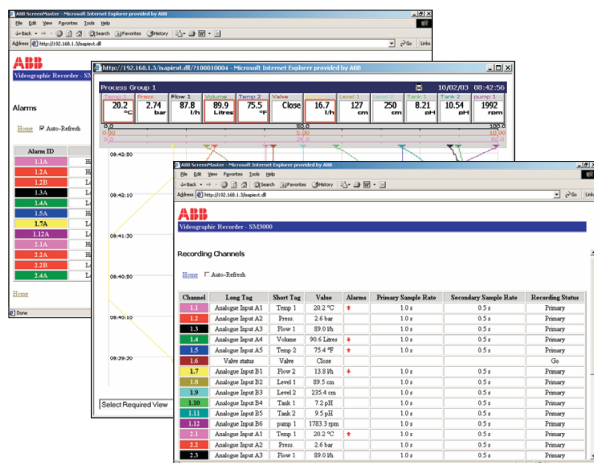 ABB ScreenMaster - Microsoft Internet Explorer provided by ABB
File Edit View Favorites Tools Help
Back Search Favorites History
Address http://192.168.1.3/isapiext.dll Go Links
ABB
Videographic Recorder - SM3
Alarms
Home Auto-Refresh
Alarm ID
1.1A
1.2A
1.2B
1.3A
1.4A
1.5A
1.7A
1.12A
2.1A
2.2A
2.2B
2.4A
Home
Done
http://192.168.1.3/isapiext.dll/7100010004 - Microsoft Internet Explorer provided by ABB
Process Group 1 10/02/03 08:42:56
Temp 1 Press. Flow 1 Volume Temp 2 Valve Level 1 Tank 1 Tank 2 pump 1
20.2 2.74 87.8 89.9 75.5 Close 16.7 127 250 8.21 10.54 1992
°C bar l/h Litres °F l/h cm cm pH pH rpm
08:42:50
08:42:10
08:41:30
08:40:50
08:40:10
08:39:30
Select Required View
ABB ScreenMaster - Microsoft Internet Explorer provided by ABB
File Edit View Favorites Tools Help
Back Search Favorites History
Address http://192.168.1.3/isapiext.dll Go Links
ABB
Videographic Recorder - SM3000
Recording Channels
Home Auto-Refresh
Channel Long Tag Short Tag Value Alarms Primary Sample Rate Secondary Sample Rate Recording Status
1.1 Analogue Input A1 Temp 1 20.2 °C 1.0 s 0.5 s Primary
1.2 Analogue Input A2 Press. 2.6 bar 1.0 s 0.5 s Primary
1.3 Analogue Input A3 Flow 1 89.0 l/h 1.0 s 0.5 s Primary
1.4 Analogue Input A4 Volume 90.6 Litres 1.0 s 0.5 s Primary
1.5 Analogue Input A5 Temp 2 75.4 °F 1.0 s 0.5 s Primary
1.6 Valve status Valve Close Go
1.7 Analogue Input B1 Flow 2 13.8 l/h 1.0 s 0.5 s Primary
1.8 Analogue Input B2 Level 1 89.5 cm 1.0 s 0.5 s Primary
1.9 Analogue Input B3 Level 2 235.4 cm 1.0 s 0.5 s Primary
1.10 Analogue Input B4 Tank 1 7.2 pH 1.0 s 0.5 s Primary
1.11 Analogue Input B5 Tank 2 9.5 pH 1.0 s 0.5 s Primary
1.12 Analogue Input B6 pump 1 1783.3 rpm 1.0 s 0.5 s Primary
2.1 Analogue Input A1 Temp 1 20.2 °C 1.0 s 0.5 s Primary
2.2 Analogue Input A2 Press. 2.6 bar 1.0 s 0.5 s Primary
2.3 Analogue Input A3 Flow 1 89.0 l/h 1.0 s 0.5 s Primary